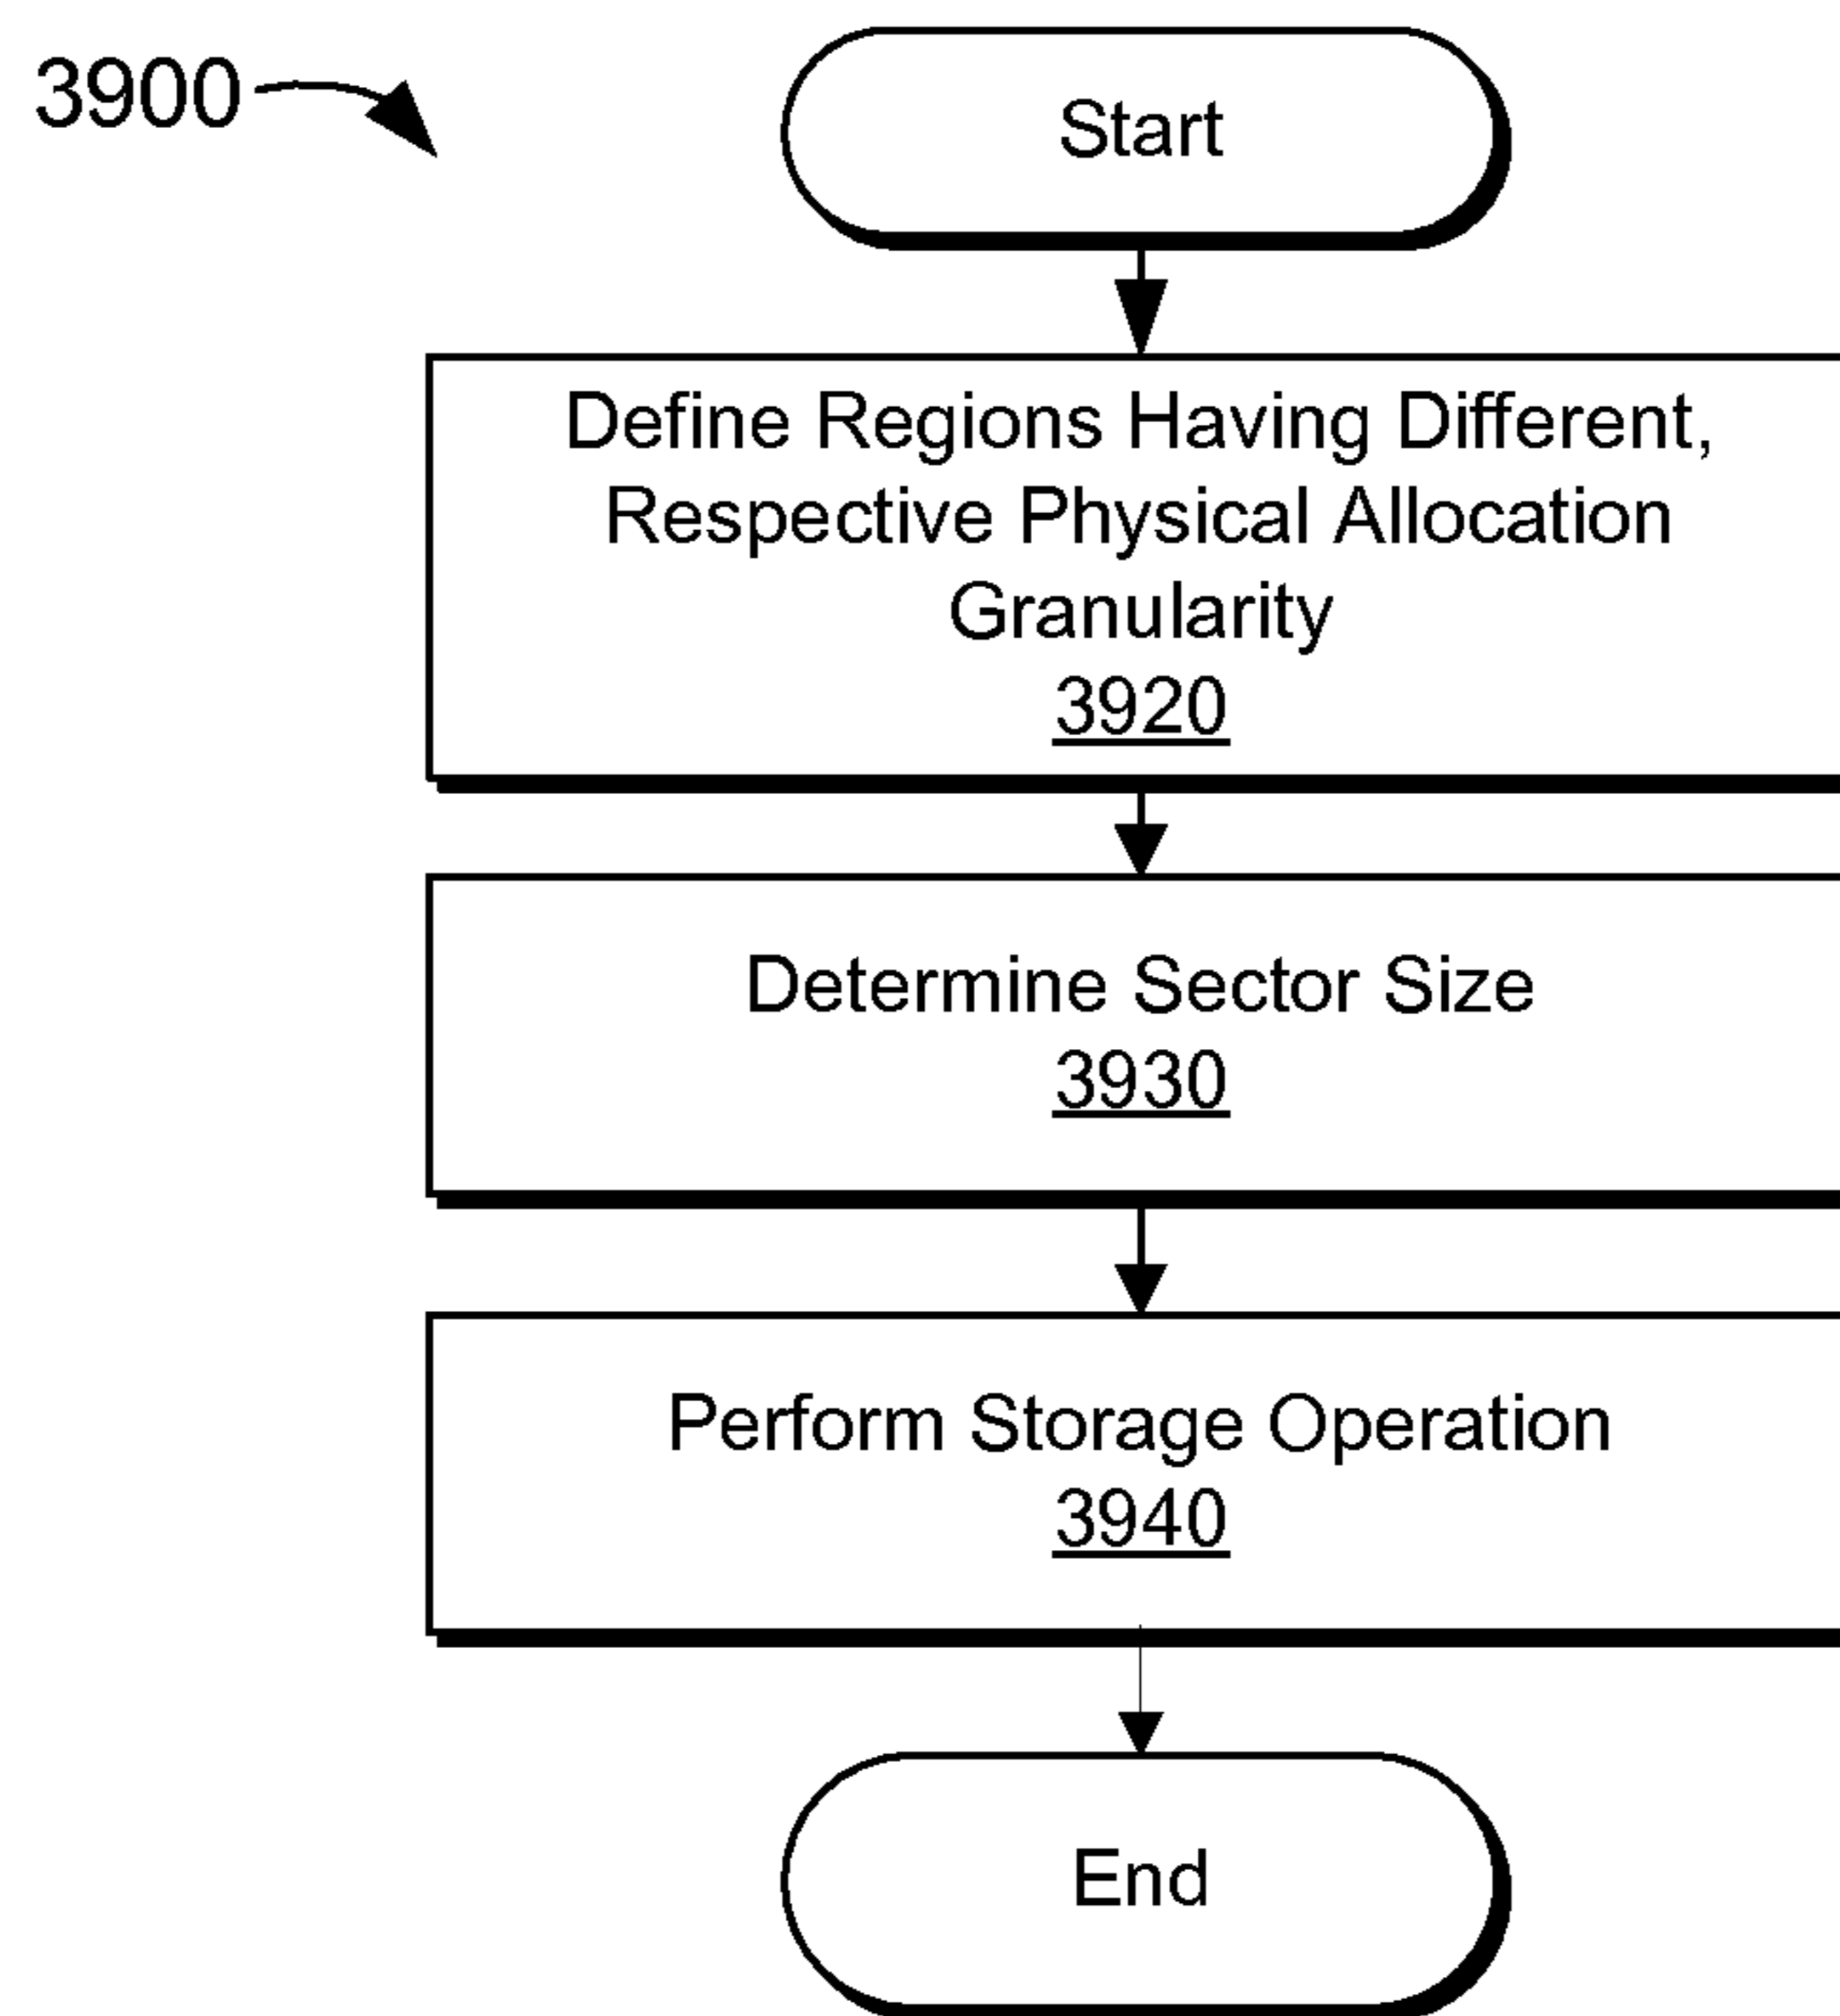 3900
Start
Define Regions Having Different,
Respective Physical Allocation
Granularity
3920
Determine Sector Size
3930
Perform Storage Operation
3940
End